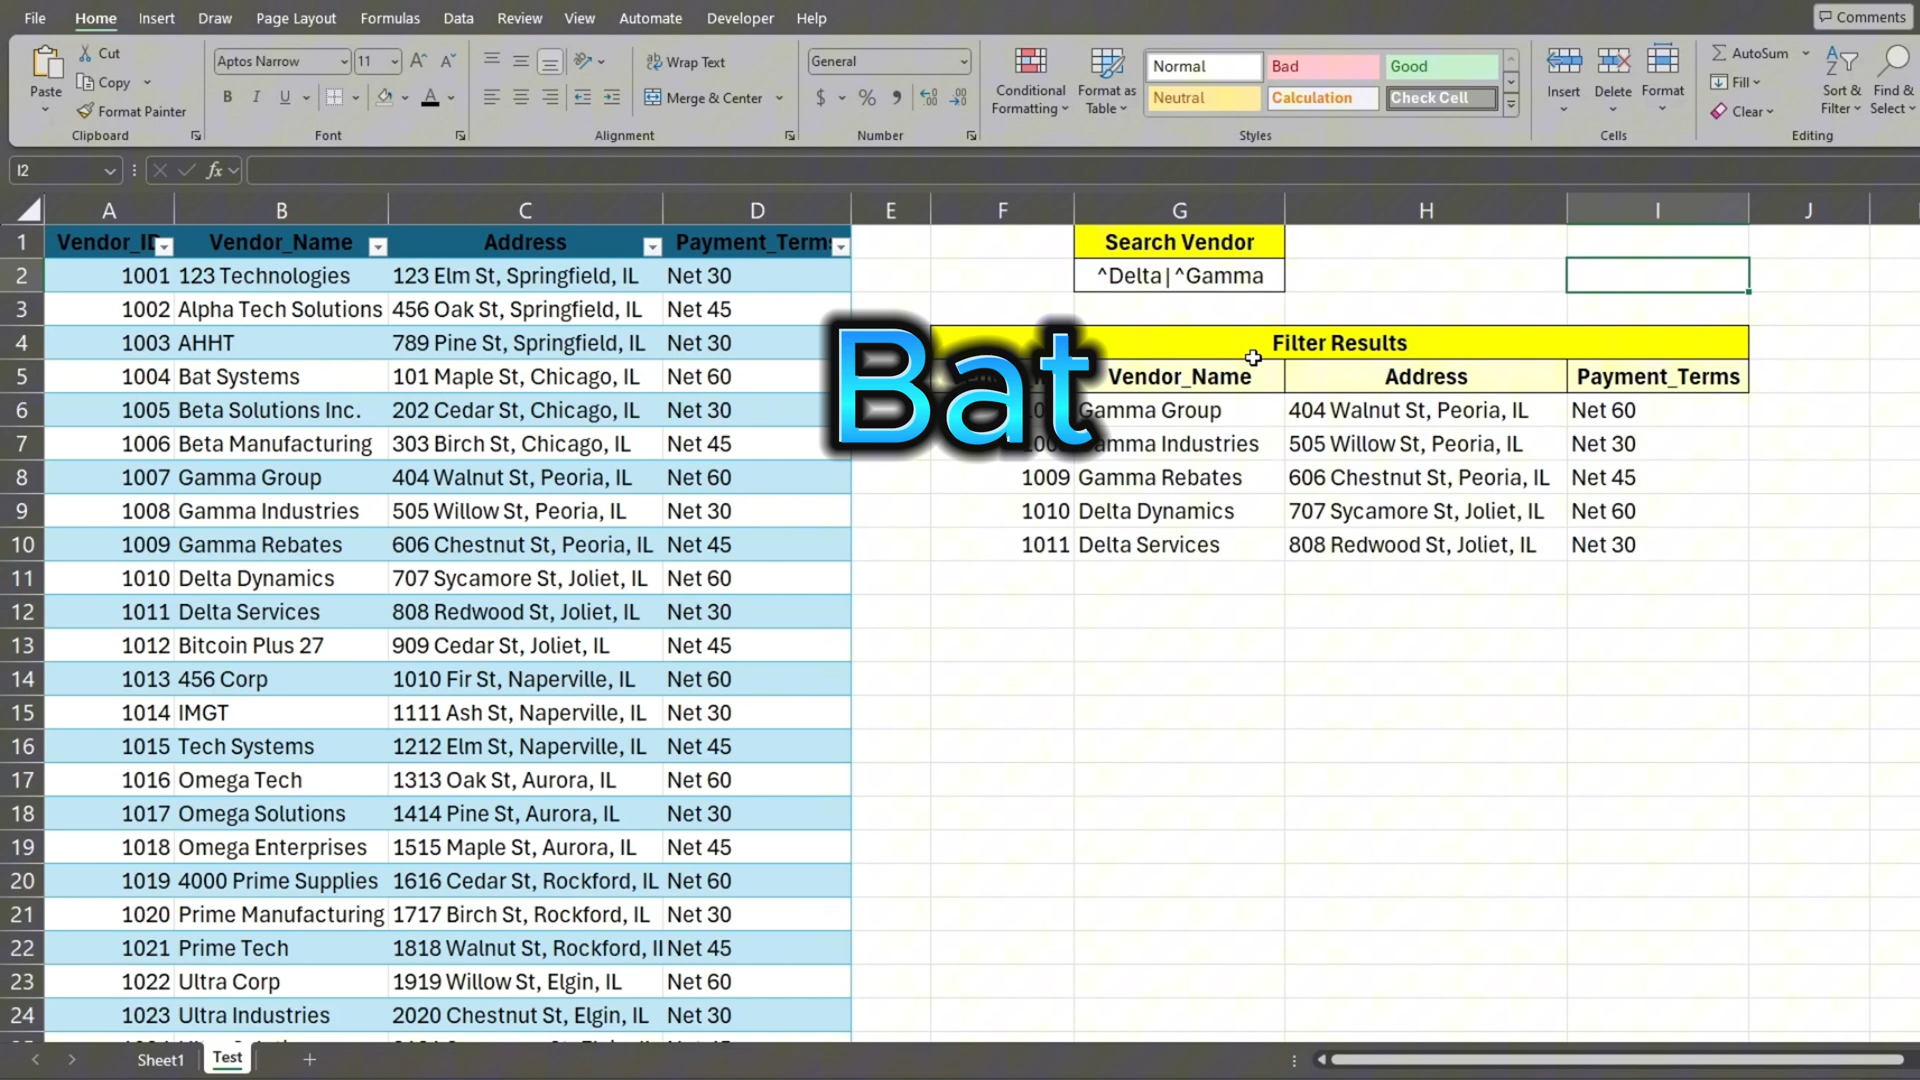 File Home Insert Draw Page Layout Formulas Data Review View Automate Developer Help Comments
Paste Cut Copy Format Painter Clipboard
Aptos Narrow 11 A A B I U A Font
Wrap Text Merge & Center Alignment
General $ % 9 Number
Conditional Formatting Format as Table Normal Bad Good Neutral Calculation Check Cell Styles
Insert Delete Format Cells
AutoSum Fill Clear Sort & Filter Find & Select Editing
I2 fx
A B C D E F G H I J
1 Vendor_ID Vendor_Name Address Payment_Terms Search Vendor
2 1001 123 Technologies 123 Elm St, Springfield, IL Net 30 ^Delta|^Gamma
3 1002 Alpha Tech Solutions 456 Oak St, Springfield, IL Net 45
4 1003 AHHT 789 Pine St, Springfield, IL Net 30 Filter Results
5 1004 Bat Systems 101 Maple St, Chicago, IL Net 60 Vendor_Name Address Payment_Terms
Bat
6 1005 Beta Solutions Inc. 202 Cedar St, Chicago, IL Net 30 Gamma Group 404 Walnut St, Peoria, IL Net 60
7 1006 Beta Manufacturing 303 Birch St, Chicago, IL Net 45 Gamma Industries 505 Willow St, Peoria, IL Net 30
8 1007 Gamma Group 404 Walnut St, Peoria, IL Net 60 1009 Gamma Rebates 606 Chestnut St, Peoria, IL Net 45
9 1008 Gamma Industries 505 Willow St, Peoria, IL Net 30 1010 Delta Dynamics 707 Sycamore St, Joliet, IL Net 60
10 1009 Gamma Rebates 606 Chestnut St, Peoria, IL Net 45 1011 Delta Services 808 Redwood St, Joliet, IL Net 30
11 1010 Delta Dynamics 707 Sycamore St, Joliet, IL Net 60
12 1011 Delta Services 808 Redwood St, Joliet, IL Net 30
13 1012 Bitcoin Plus 27 909 Cedar St, Joliet, IL Net 45
14 1013 456 Corp 1010 Fir St, Naperville, IL Net 60
15 1014 IMGT 1111 Ash St, Naperville, IL Net 30
16 1015 Tech Systems 1212 Elm St, Naperville, IL Net 45
17 1016 Omega Tech 1313 Oak St, Aurora, IL Net 60
18 1017 Omega Solutions 1414 Pine St, Aurora, IL Net 30
19 1018 Omega Enterprises 1515 Maple St, Aurora, IL Net 45
20 1019 4000 Prime Supplies 1616 Cedar St, Rockford, IL Net 60
21 1020 Prime Manufacturing 1717 Birch St, Rockford, IL Net 30
22 1021 Prime Tech 1818 Walnut St, Rockford, Il Net 45
23 1022 Ultra Corp 1919 Willow St, Elgin, IL Net 60
24 1023 Ultra Industries 2020 Chestnut St, Elgin, IL Net 30
Sheet1 Test